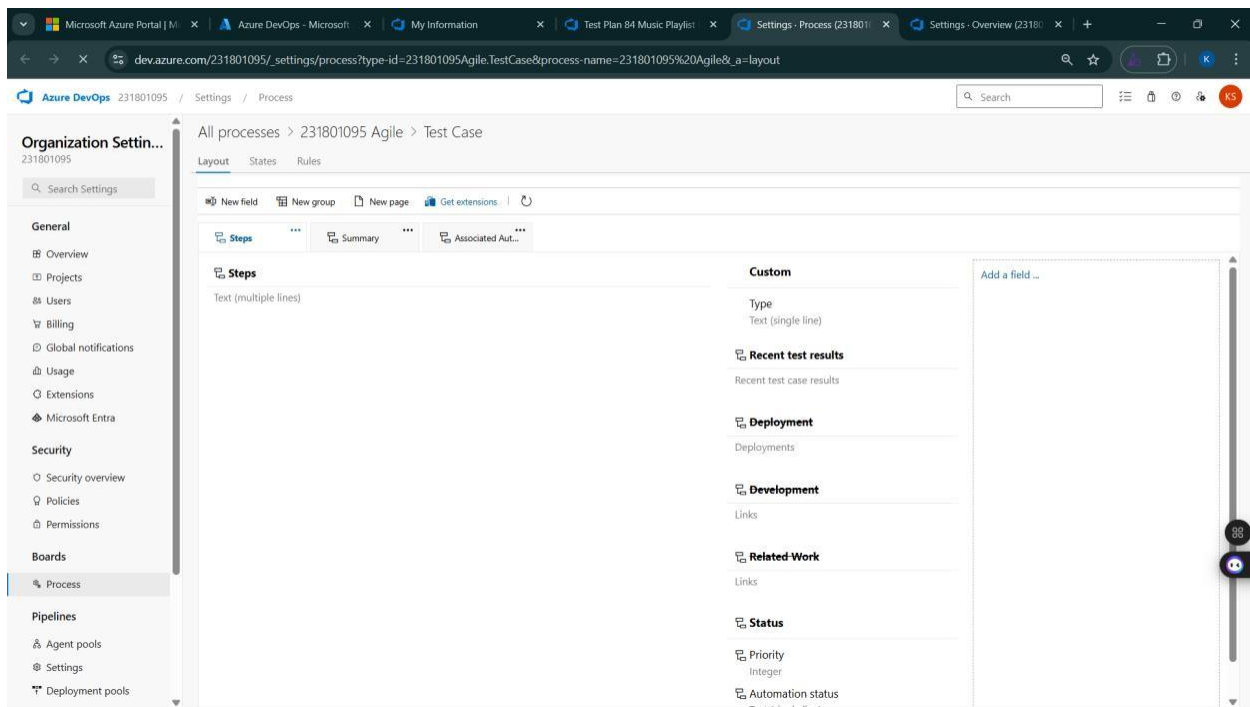 Microsoft Azure Portal | M
Azure DevOps - Microsoft
My Information
Test Plan 84 Music Playlist
Settings · Process (231801
Settings · Overview (23180
dev.azure.com/231801095/_settings/process?type-id=231801095Agile.TestCase&process-name=231801095%20Agile&_a=layout
K
Azure DevOps 231801095 / Settings / Process
Search
KS
Organization Settin...
231801095
Search Settings
General
Overview
Projects
Users
Billing
Global notifications
Usage
Extensions
Microsoft Entra
Security
Security overview
Policies
Permissions
Boards
Process
Pipelines
Agent pools
Settings
Deployment pools
All processes > 231801095 Agile > Test Case
Layout States Rules
New field New group New page Get extensions
Steps Summary Associated Aut...
Steps
Text (multiple lines)
Custom
Type
Text (single line)
Recent test results
Recent test case results
Deployment
Deployments
Development
Links
Related Work
Links
Status
Priority
Integer
Automation status
Add a field ...